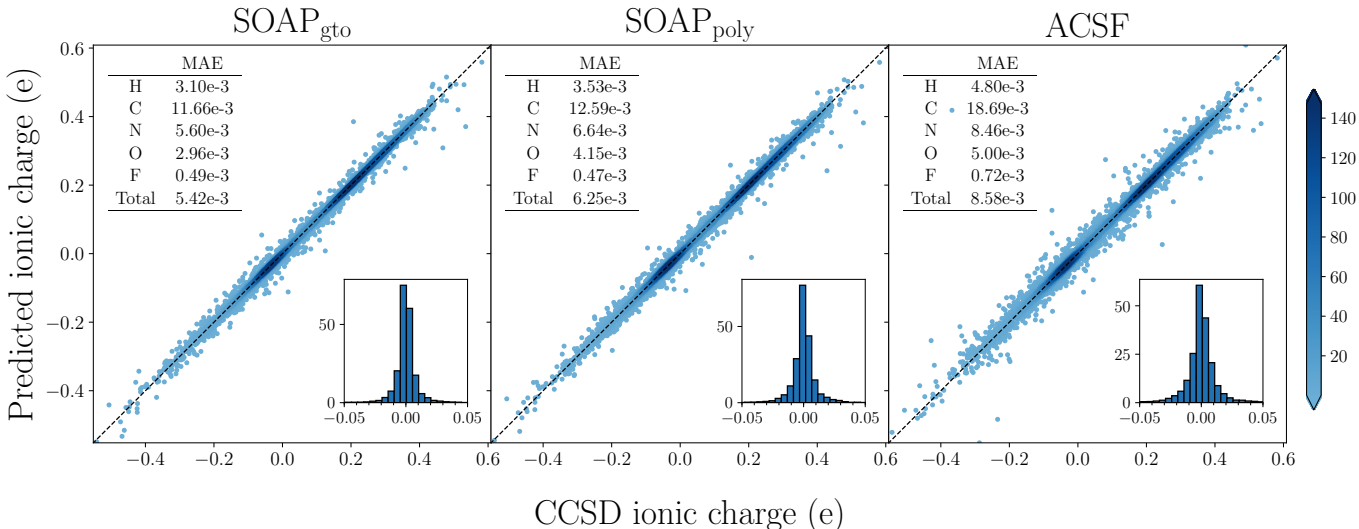 SOAP_gto SOAP_poly ACSF
Predicted ionic charge (e)
0.6
0.4
0.2
0.0
−0.2
−0.4
MAE
H 3.10e-3
C 11.66e-3
N 5.60e-3
O 2.96e-3
F 0.49e-3
Total 5.42e-3
50
0
−0.05 0.00 0.05
−0.4 −0.2 0.0 0.2 0.4 0.6
MAE
H 3.53e-3
C 12.59e-3
N 6.64e-3
O 4.15e-3
F 0.47e-3
Total 6.25e-3
50
0
−0.05 0.00 0.05
−0.4 −0.2 0.0 0.2 0.4 0.6
MAE
H 4.80e-3
C 18.69e-3
N 8.46e-3
O 5.00e-3
F 0.72e-3
Total 8.58e-3
50
25
0
−0.05 0.00 0.05
−0.4 −0.2 0.0 0.2 0.4 0.6
140
120
100
80
60
40
20
CCSD ionic charge (e)